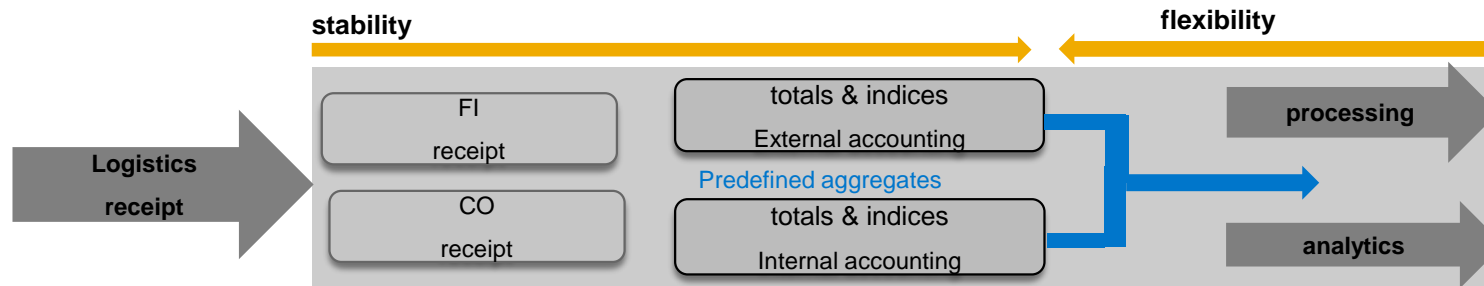 stability
flexibility
Logistics
receipt
FI
receipt
CO
receipt
totals & indices
External accounting
Predefined aggregates
totals & indices
Internal accounting
processing
analytics